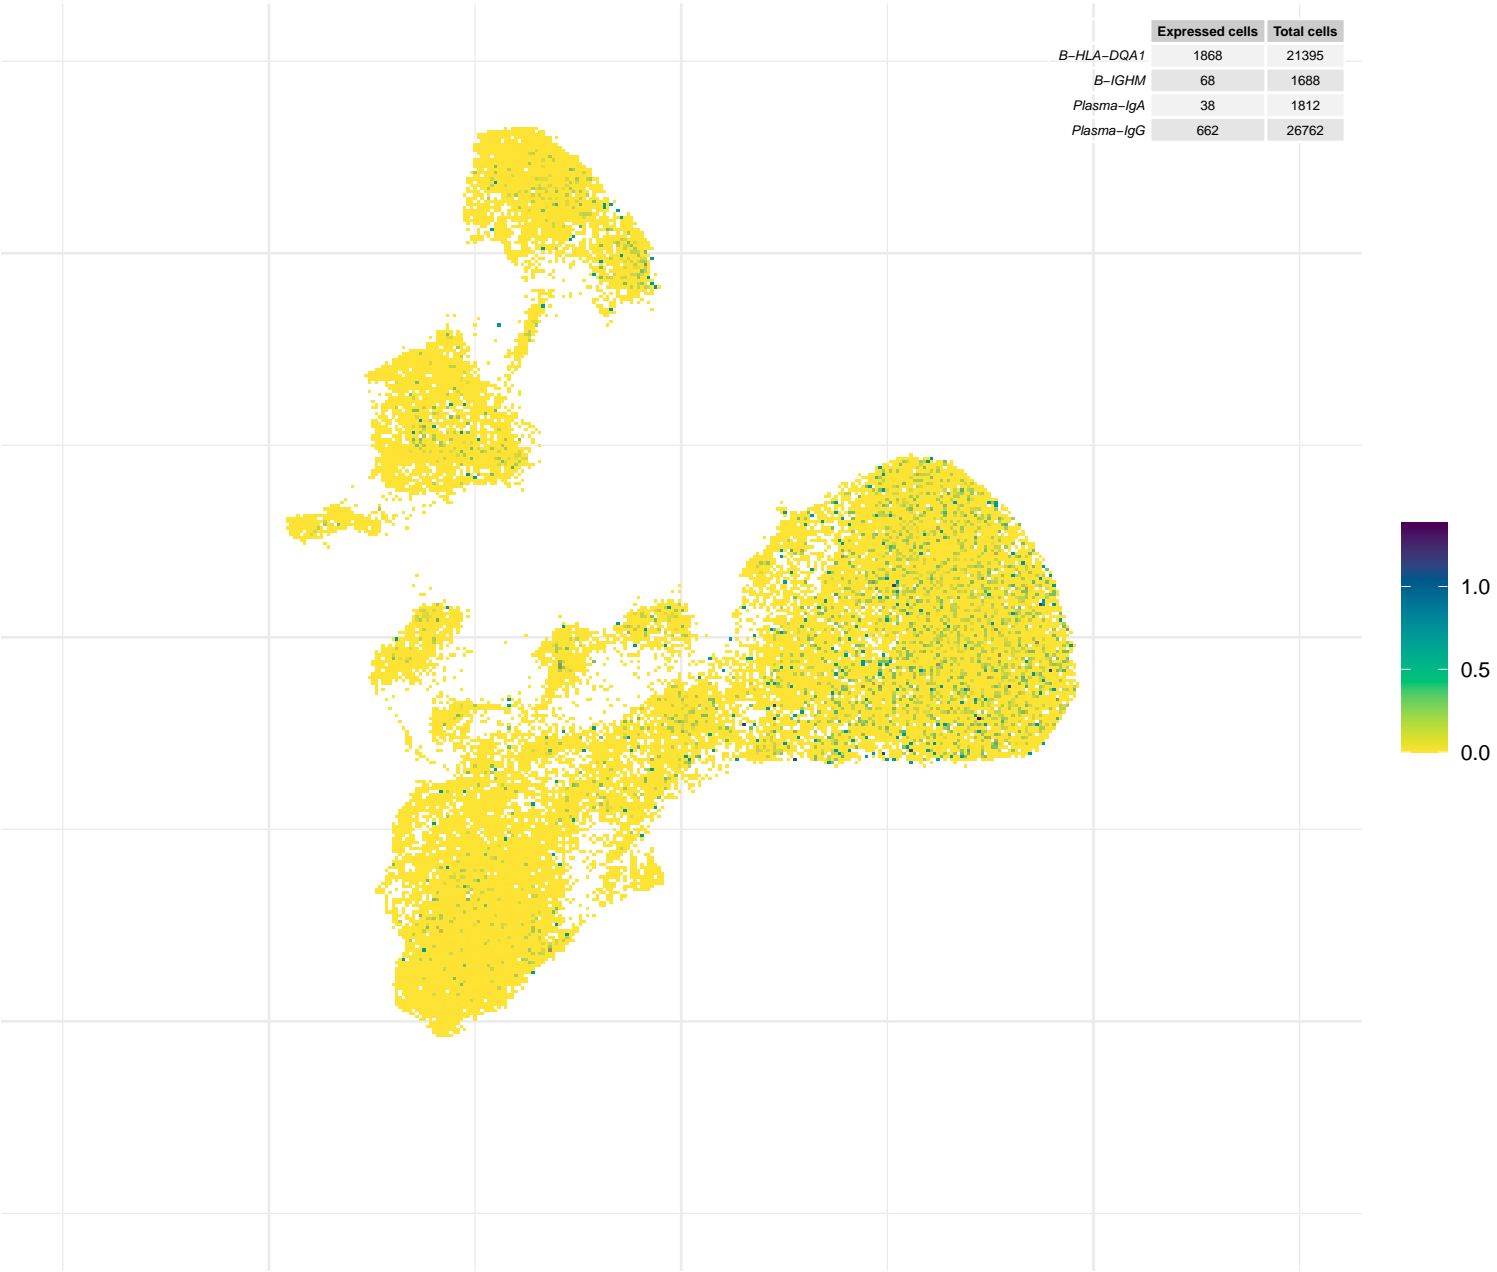 Expressed cells Total cells
B−HLA−DQA1 1868 21395
B−IGHM 68 1688
Plasma−IgA 38 1812
Plasma−IgG 662 26762
1.0
0.5
0.0